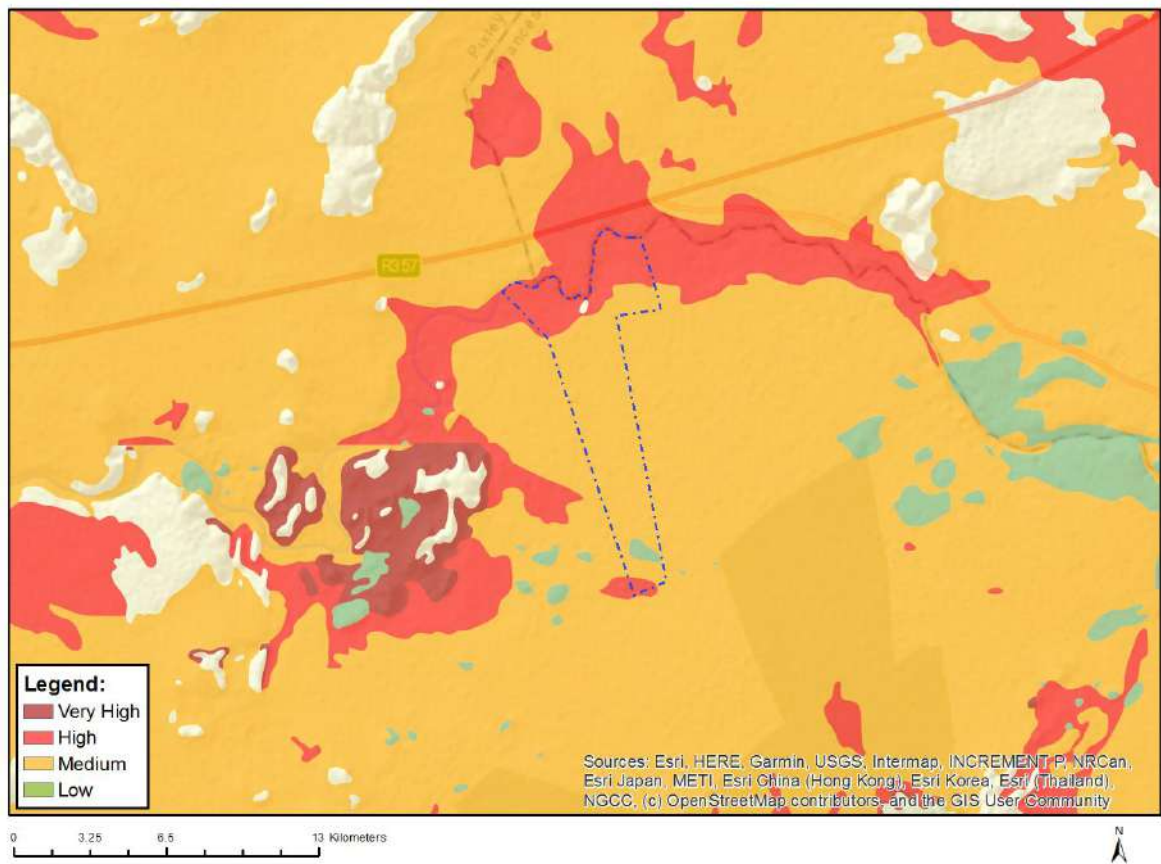 Pixley
ances
R357
Legend:
Very High
High
Medium
Low
Sources: Esri, HERE, Garmin, USGS, Intermap, INCREMENT P, NRCan,
Esri Japan, METI, Esri China (Hong Kong), Esri Korea, Esri (Thailand),
NGCC, (c) OpenStreetMap contributors, and the GIS User Community
0 3.25 6.5 13 Kilometers
N